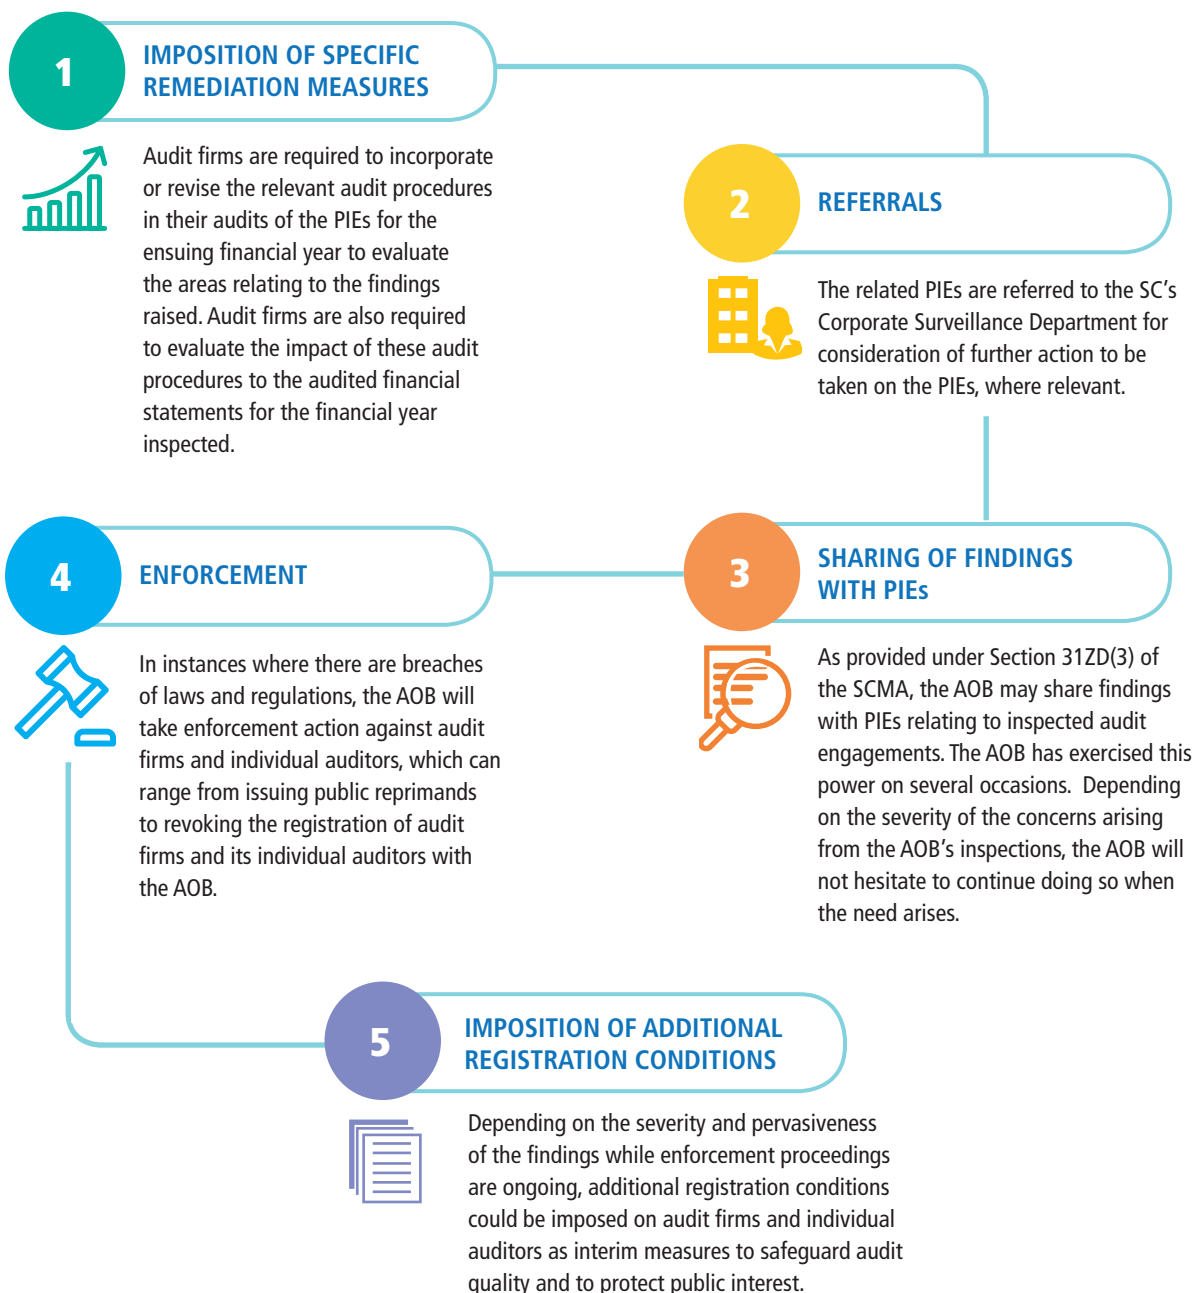 1
IMPOSITION OF SPECIFIC
REMEDIATION MEASURES
Audit firms are required to incorporate
or revise the relevant audit procedures
in their audits of the PIEs for the
ensuing financial year to evaluate
the areas relating to the findings
raised. Audit firms are also required
to evaluate the impact of these audit
procedures to the audited financial
statements for the financial year
inspected.
2
REFERRALS
The related PIEs are referred to the SC's
Corporate Surveillance Department for
consideration of further action to be
taken on the PIEs, where relevant.
3
SHARING OF FINDINGS
WITH PIEs
As provided under Section 31ZD(3) of
the SCMA, the AOB may share findings
with PIEs relating to inspected audit
engagements. The AOB has exercised this
power on several occasions.  Depending
on the severity of the concerns arising
from the AOB's inspections, the AOB will
not hesitate to continue doing so when
the need arises.
4
ENFORCEMENT
In instances where there are breaches
of laws and regulations, the AOB will
take enforcement action against audit
firms and individual auditors, which can
range from issuing public reprimands
to revoking the registration of audit
firms and its individual auditors with
the AOB.
5
IMPOSITION OF ADDITIONAL
REGISTRATION CONDITIONS
Depending on the severity and pervasiveness
of the findings while enforcement proceedings
are ongoing, additional registration conditions
could be imposed on audit firms and individual
auditors as interim measures to safeguard audit
quality and to protect public interest.